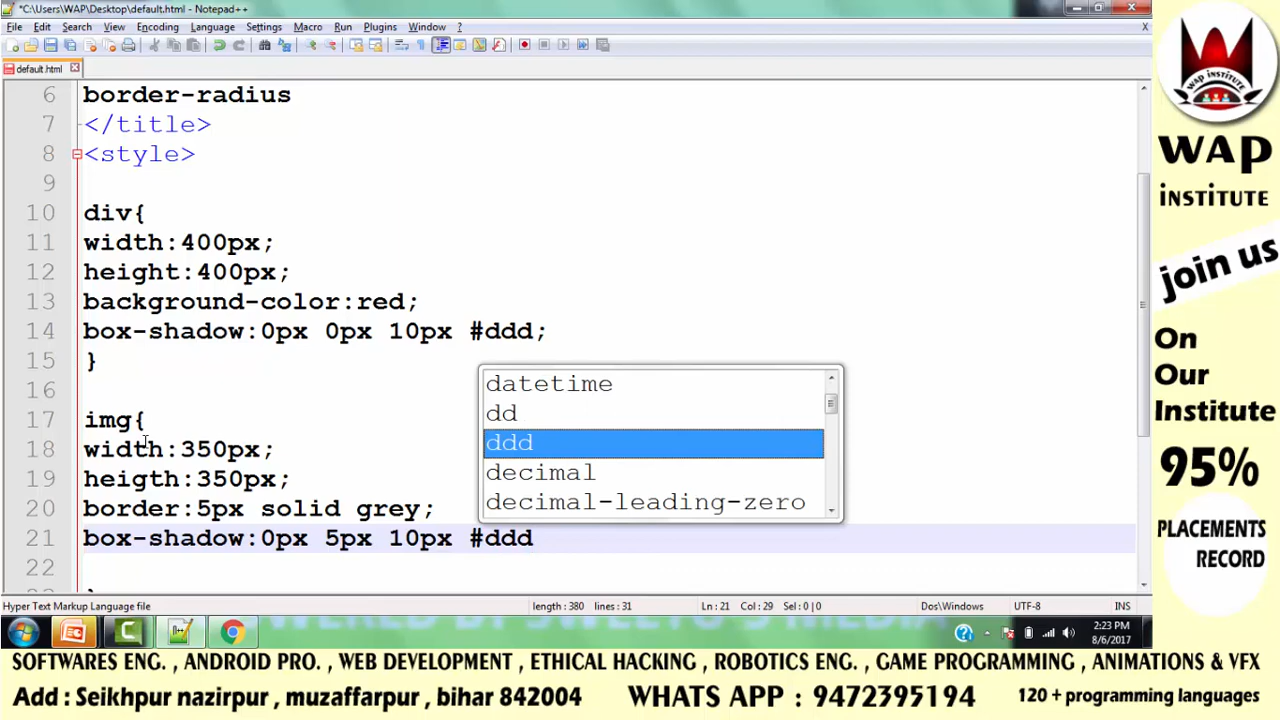 *C:\Users\WAP\Desktop\default.html - Notepad++
File Edit Search View Encoding Language Settings Macro Run Plugins Window ? X
default.html
6 border-radius
7 </title>
8 <style>
9
10 div{
11 width:400px;
12 height:400px;
13 background-color:red;
14 box-shadow:0px 0px 10px #ddd;
15 }
16
17 img{
18 width:350px;
19 heigth:350px;
20 border:5px solid grey;
21 box-shadow:0px 5px 10px #ddd
22
datetime
dd
ddd
decimal
decimal-leading-zero
Hyper Text Markup Language file length : 380 lines : 31 Ln : 21 Col : 29 Sel : 0 | 0 Dos\Windows UTF-8 INS
2:23 PM
8/6/2017
WAP INSTITUTE
WAP
INSTITUTE
join us
On
Our
Institute
95%
PLACEMENTS
RECORD
SOFTWARES ENG. , ANDROID PRO. , WEB DEVELOPMENT , ETHICAL HACKING , ROBOTICS ENG. , GAME PROGRAMMING , ANIMATIONS & VFX
Add : Seikhpur nazirpur , muzaffarpur , bihar 842004 WHATS APP : 9472395194 120 + programming languages